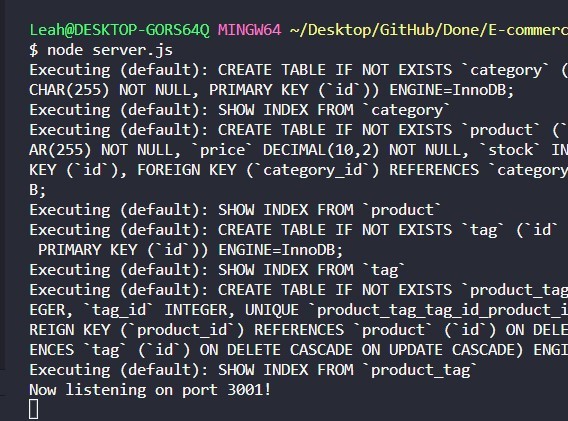 Leah@DESKTOP-GORS64Q MINGW64 ~/Desktop/GitHub/Done/E-commerc
$ node server.js
Executing (default): CREATE TABLE IF NOT EXISTS `category` (
CHAR(255) NOT NULL, PRIMARY KEY (`id`)) ENGINE=InnoDB;
Executing (default): SHOW INDEX FROM `category`
Executing (default): CREATE TABLE IF NOT EXISTS `product` (`
AR(255) NOT NULL, `price` DECIMAL(10,2) NOT NULL, `stock` IN
KEY (`id`), FOREIGN KEY (`category_id`) REFERENCES `category
B;
Executing (default): SHOW INDEX FROM `product`
Executing (default): CREATE TABLE IF NOT EXISTS `tag` (`id`
PRIMARY KEY (`id`)) ENGINE=InnoDB;
Executing (default): SHOW INDEX FROM `tag`
Executing (default): CREATE TABLE IF NOT EXISTS `product_tag
EGER, `tag_id` INTEGER, UNIQUE `product_tag_tag_id_product_i
REIGN KEY (`product_id`) REFERENCES `product` (`id`) ON DELE
ENCES `tag` (`id`) ON DELETE CASCADE ON UPDATE CASCADE) ENGI
Executing (default): SHOW INDEX FROM `product_tag`
Now listening on port 3001!